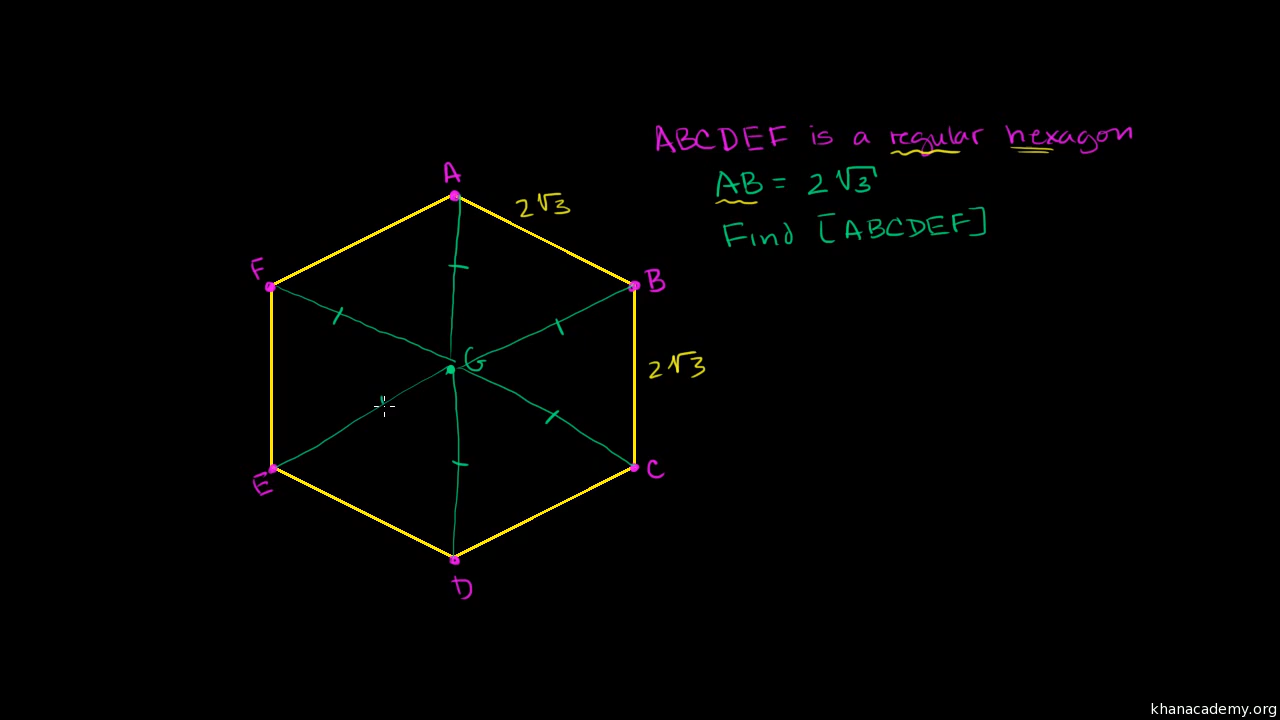 ABCDEF is a regular hexagon
AB = 2√3
Find [ABCDEF]
A
2√3
F
B
G
2√3
E
C
D
khanacademy.org